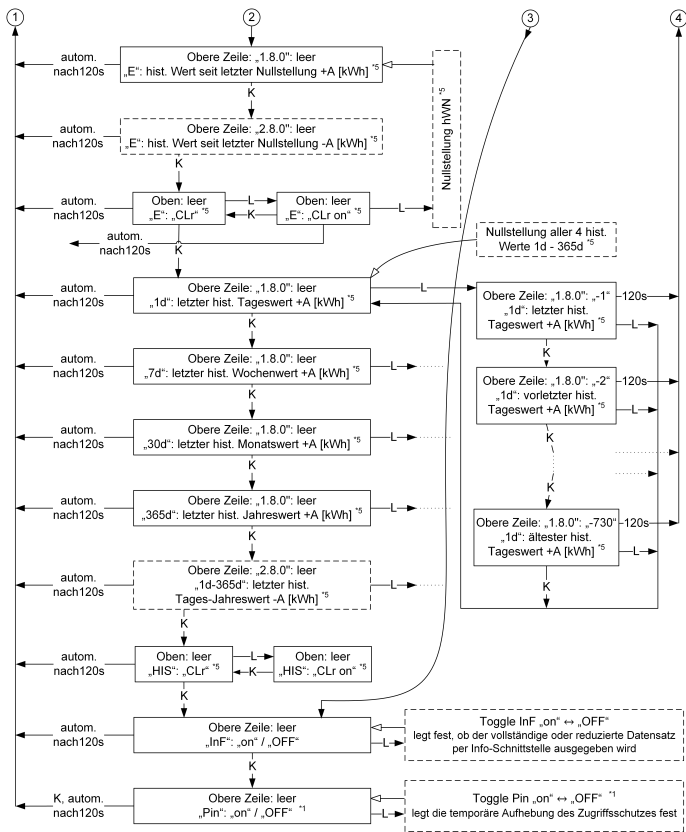 1
2
3
4
autom.
nach120s
Obere Zeile: „1.8.0": leer
„E“: hist. Wert seit letzter Nullstellung +A [kWh] *5
K
Nullstellung hWN *5
autom.
nach120s
Obere Zeile: „2.8.0": leer
„E“: hist. Wert seit letzter Nullstellung -A [kWh] *5
K
autom.
nach120s
Oben: leer
„E“: „CLr“ *5
L
K
Oben: leer
„E“: „CLr on“ *5
L
autom.
nach120s
K
Nullstellung aller 4 hist.
Werte 1d - 365d *5
autom.
nach120s
Obere Zeile: „1.8.0": leer
„1d“: letzter hist. Tageswert +A [kWh] *5
L
K
Obere Zeile: „1.8.0": „-1“
„1d“: letzter hist.
Tageswert +A [kWh] *5
120s
L
K
autom.
nach120s
Obere Zeile: „1.8.0": leer
„7d“: letzter hist. Wochenwert +A [kWh] *5
L
K
Obere Zeile: „1.8.0": „-2“
„1d“: vorletzter hist.
Tageswert +A [kWh] *5
120s
L
K
K
autom.
nach120s
Obere Zeile: „1.8.0": leer
„30d“: letzter hist. Monatswert +A [kWh] *5
L
K
autom.
nach120s
Obere Zeile: „1.8.0": leer
„365d“: letzter hist. Jahreswert +A [kWh] *5
L
K
Obere Zeile: „1.8.0": „-730“
„1d“: ältester hist.
Tageswert +A [kWh] *5
120s
L
K
autom.
nach120s
Obere Zeile: „2.8.0": leer
„1d-365d“: letzter hist.
Tages-Jahreswert -A [kWh] *5
L
K
autom.
nach120s
Oben: leer
„HIS“: „CLr“ *5
L
K
Oben: leer
„HIS“: „CLr on“ *5
K
autom.
nach120s
Obere Zeile: leer
„InF“: „on“ / „OFF“
L
Toggle InF „on“ ↔ „OFF“
legt fest, ob der vollständige oder reduzierte Datensatz
per Info-Schnittstelle ausgegeben wird
K
K, autom.
nach120s
Obere Zeile: leer
„Pin“: „on“ / „OFF“ *1
L
Toggle Pin „on“ ↔ „OFF“ *1
legt die temporäre Aufhebung des Zugriffsschutzes fest